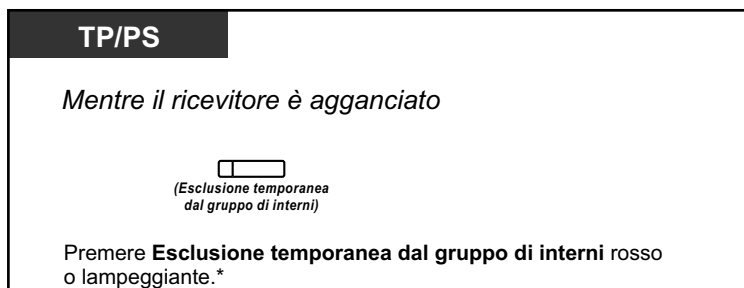 TP/PS
Mentre il ricevitore è agganciato
(Esclusione temporanea
dal gruppo di interni)
Premere Esclusione temporanea dal gruppo di interni rosso
o lampeggiante.*